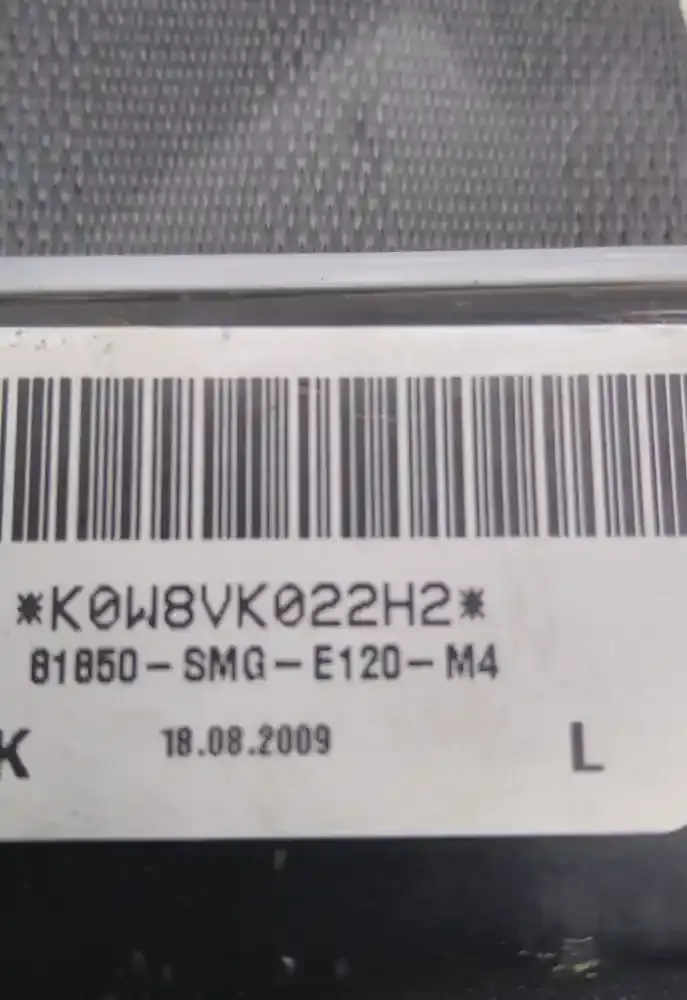 *K0W8VK022H2*
81850-SMG-E120-M4
K 18.08.2009 L